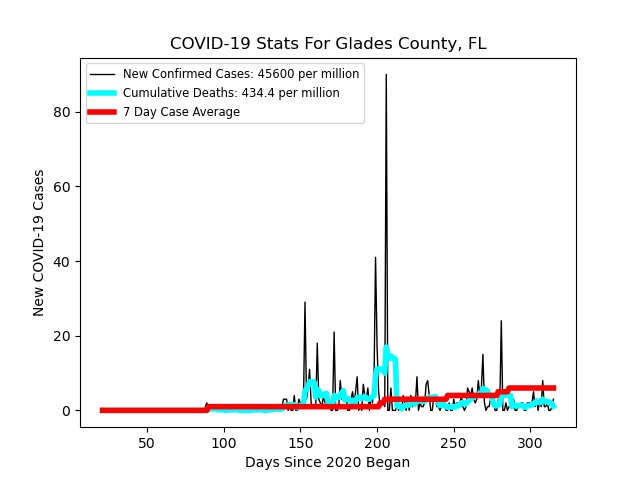 COVID-19 Stats For Glades County, FL
New Confirmed Cases: 45600 per million
Cumulative Deaths: 434.4 per million
7 Day Case Average
New COVID-19 Cases
80
60
40
20
0
50 100 150 200 250 300
Days Since 2020 Began